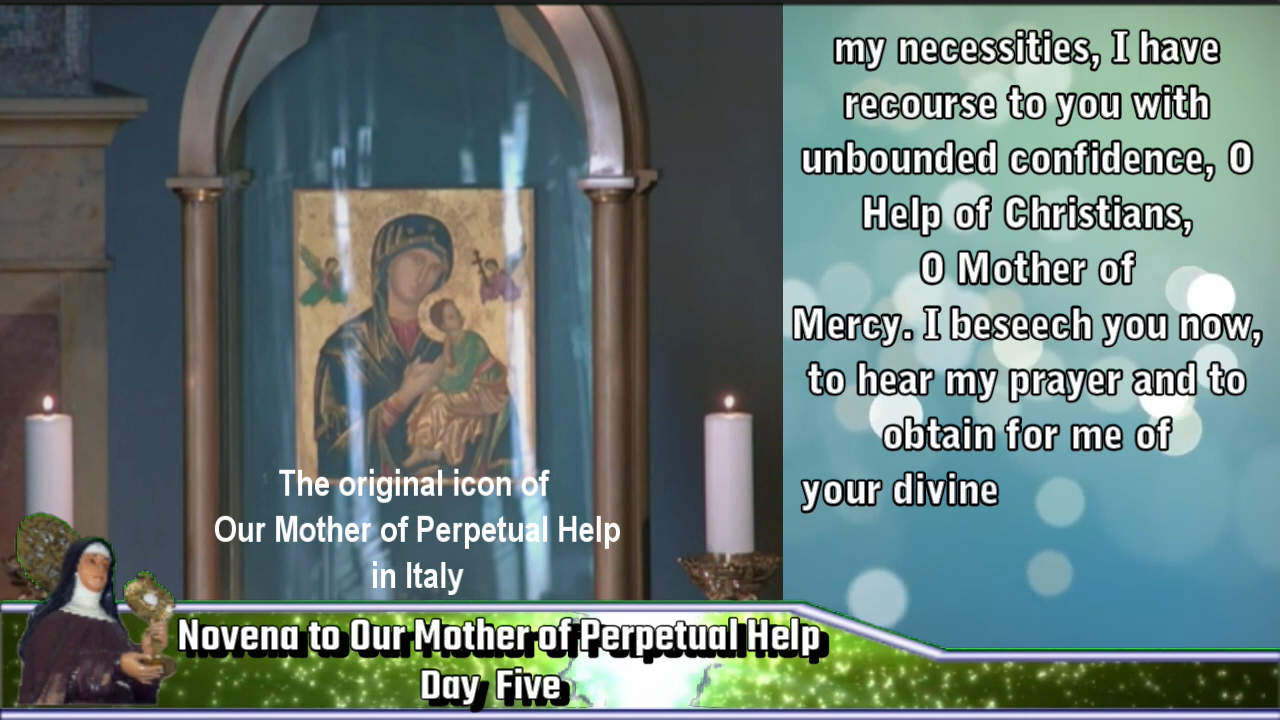 my necessities, I have
recourse to you with
unbounded confidence, O
Help of Christians,
O Mother of
Mercy. I beseech you now,
to hear my prayer and to
obtain for me of
your divine
The original icon of
Our Mother of Perpetual Help
in Italy
Novena to Our Mother of Perpetual Help
Day Five